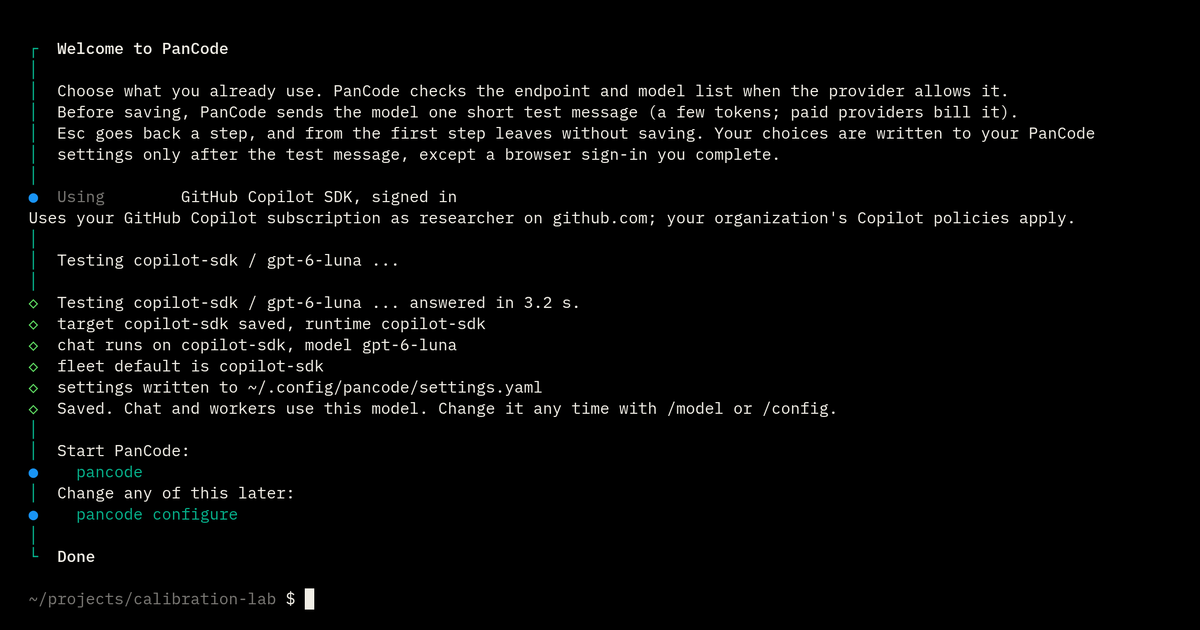 Welcome to PanCode
Choose what you already use. PanCode checks the endpoint and model list when the provider allows it.
Before saving, PanCode sends the model one short test message (a few tokens; paid providers bill it).
Esc goes back a step, and from the first step leaves without saving. Your choices are written to your PanCode
settings only after the test message, except a browser sign-in you complete.
Using        GitHub Copilot SDK, signed in
Uses your GitHub Copilot subscription as researcher on github.com; your organization's Copilot policies apply.
Testing copilot-sdk / gpt-6-luna ...
Testing copilot-sdk / gpt-6-luna ... answered in 3.2 s.
target copilot-sdk saved, runtime copilot-sdk
chat runs on copilot-sdk, model gpt-6-luna
fleet default is copilot-sdk
settings written to ~/.config/pancode/settings.yaml
Saved. Chat and workers use this model. Change it any time with /model or /config.
Start PanCode:
pancode
Change any of this later:
pancode configure
Done
~/projects/calibration-lab $